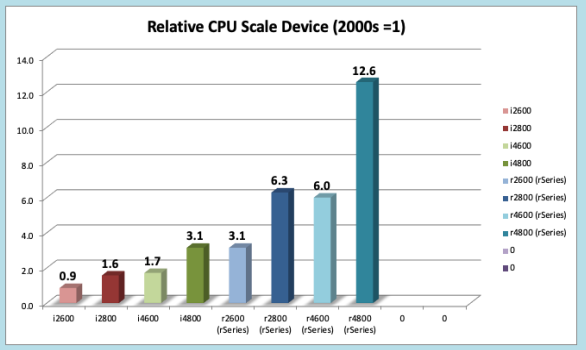 Relative CPU Scale Device (2000s =1)
14.0
12.0
10.0
8.0
6.0
4.0
2.0
0.0
0.9
1.6
1.7
3.1
3.1
6.3
6.0
12.6
i2600
i2800
i4600
i4800
r2600
(rSeries)
r2800
(rSeries)
r4600
(rSeries)
r4800
(rSeries)
0
0
i2600
i2800
i4600
i4800
r2600 (rSeries)
r2800 (rSeries)
r4600 (rSeries)
r4800 (rSeries)
0
0